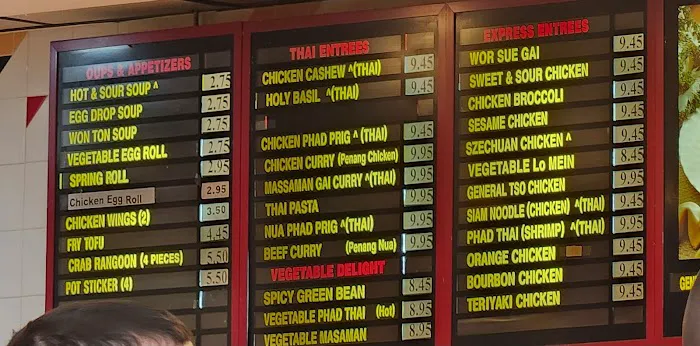 OUPS & APPETIZERS
HOT & SOUR SOUP ^ 2.75
EGG DROP SOUP 2.75
WON TON SOUP 2.75
VEGETABLE EGG ROLL 2.75
SPRING ROLL 2.95
Chicken Egg Roll 2.95
CHICKEN WINGS (2) 3.50
FRY TOFU 4.45
CRAB RANGOON (4 PIECES) 5.50
POT STICKER (4) 5.50
THAI ENTREES
CHICKEN CASHEW ^(THAI) 9.45
HOLY BASIL ^(THAI) 9.45
CHICKEN PHAD PRIG ^(THAI) 9.45
CHICKEN CURRY (Penang Chicken) 9.95
MASSAMAN GAI CURRY ^(THAI) 9.95
THAI PASTA 9.95
NUA PHAD PRIG ^(THAI) 9.95
BEEF CURRY (Penang Nua) 9.95
VEGETABLE DELIGHT
SPICY GREEN BEAN 8.45
VEGETABLE PHAD THAI (Hot) 8.95
VEGETABLE MASAMAN 8.95
EXPRESS ENTREES
WOR SUE GAI 9.45
SWEET & SOUR CHICKEN 9.45
CHICKEN BROCCOLI 9.45
SESAME CHICKEN 9.45
SZECHUAN CHICKEN ^ 9.45
VEGETABLE Lo MEIN 8.45
GENERAL TSO CHICKEN 9.95
SIAM NOODLE (CHICKEN) ^(THAI) 9.45
PHAD THAI (SHRIMP) ^(THAI) 9.95
ORANGE CHICKEN 9.45
BOURBON CHICKEN 9.45
TERIYAKI CHICKEN 9.45